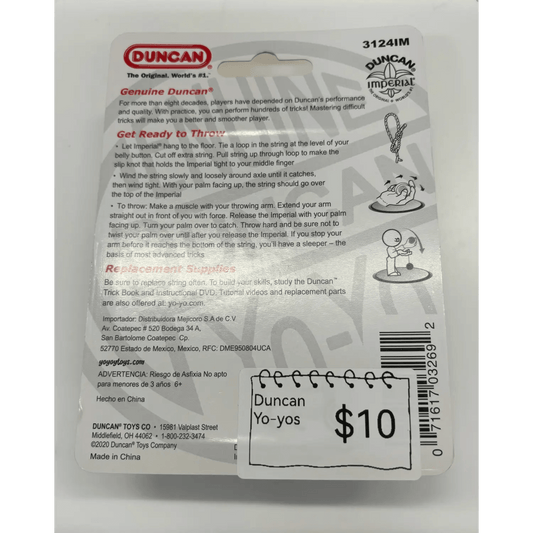 DUNCAN®
The Original. World's #1.™
3124IM
DUNCAN®
IMPERIAL
Genuine Duncan®
For more than eight decades, players have depended on Duncan's performance
and quality. With practice, you can perform hundreds of tricks! Mastering difficult
tricks will make you a better and smoother player.
Get Ready to Throw
• Let Imperial® hang to the floor. Tie a loop in the string at the level of your
belly button. Cut off extra string. Pull string up through loop to make the
slip knot that holds the Imperial tight to your middle finger
• Wind the string slowly and loosely around axle until it catches,
then wind tight. With your palm facing up, the string should go over
the top of the Imperial
• To throw: Make a muscle with your throwing arm. Extend your arm
straight out in front of you with force. Release the Imperial with your palm
facing up. Turn your palm over to catch. Throw hard and be sure not to
twist your palm over until after you release the Imperial. If you stop your
arm before it reaches the bottom of the string, you'll have a sleeper – the
basis of most advanced tricks
Replacement Supplies
Be sure to replace string often. To build your skills, study the Duncan™
Trick Book and Instructional DVD. Tutorial videos and replacement parts
are also offered at: yo-yo.com.
Importador: Distribuidora Mejicoro S.A de C.V.
Av. Coatepec # 520 Bodega 34 A,
San Bartolome Coatepec Cp.
52770 Estado de Mexico, Mexico, RFC: DME950804UCA
yoyoytoys.com
ADVERTENCIA: Riesgo de Asfixia No apto
para menores de 3 años 6+
Hecho en China
DUNCAN® TOYS CO • 15981 Valplast Street
Middlefield, OH 44062 • 1-800-232-3474
©2020 Duncan® Toys Company
Made in China
Duncan
Yo-yos
$10
0 71617 03269 2